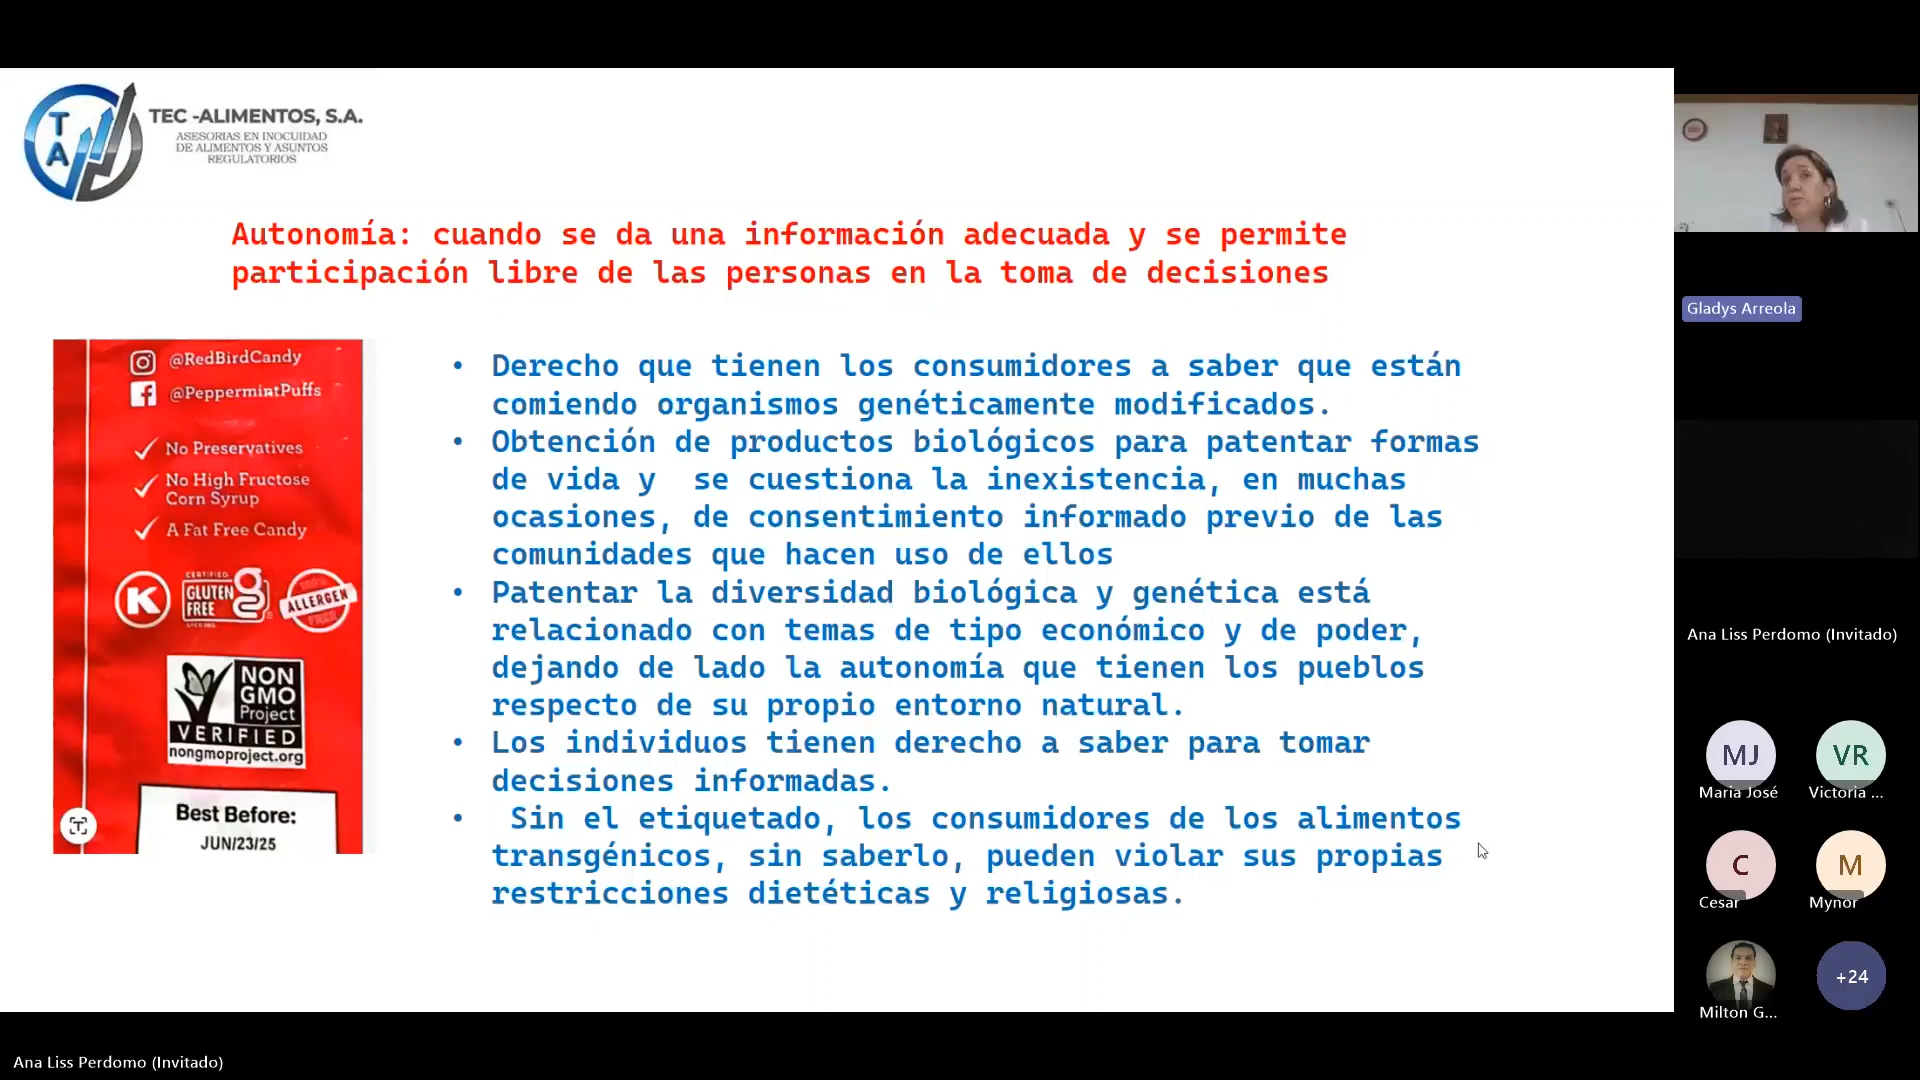 TA
TEC -ALIMENTOS, S.A.
ASESORIAS EN INOCUIDAD
DE ALIMENTOS Y ASUNTOS
REGULATORIOS
Autonomía: cuando se da una información adecuada y se permite
participación libre de las personas en la toma de decisiones
@RedBirdCandy
@PeppermintPuffs
No Preservatives
No High Fructose
Corn Syrup
A Fat Free Candy
K
CERTIFIED
GLUTEN
FREE
g
ALLERGEN
NON
GMO
Project
VERIFIED
nongmoproject.org
Best Before:
JUN/23/25
• Derecho que tienen los consumidores a saber que están
comiendo organismos genéticamente modificados.
• Obtención de productos biológicos para patentar formas
de vida y  se cuestiona la inexistencia, en muchas
ocasiones, de consentimiento informado previo de las
comunidades que hacen uso de ellos
• Patentar la diversidad biológica y genética está
relacionado con temas de tipo económico y de poder,
dejando de lado la autonomía que tienen los pueblos
respecto de su propio entorno natural.
• Los individuos tienen derecho a saber para tomar
decisiones informadas.
• Sin el etiquetado, los consumidores de los alimentos
transgénicos, sin saberlo, pueden violar sus propias
restricciones dietéticas y religiosas.
Gladys Arreola
Ana Liss Perdomo (Invitado)
MJ
VR
Maria José
Victoria ...
C
M
Cesar
Mynor
+24
Milton G...
Ana Liss Perdomo (Invitado)